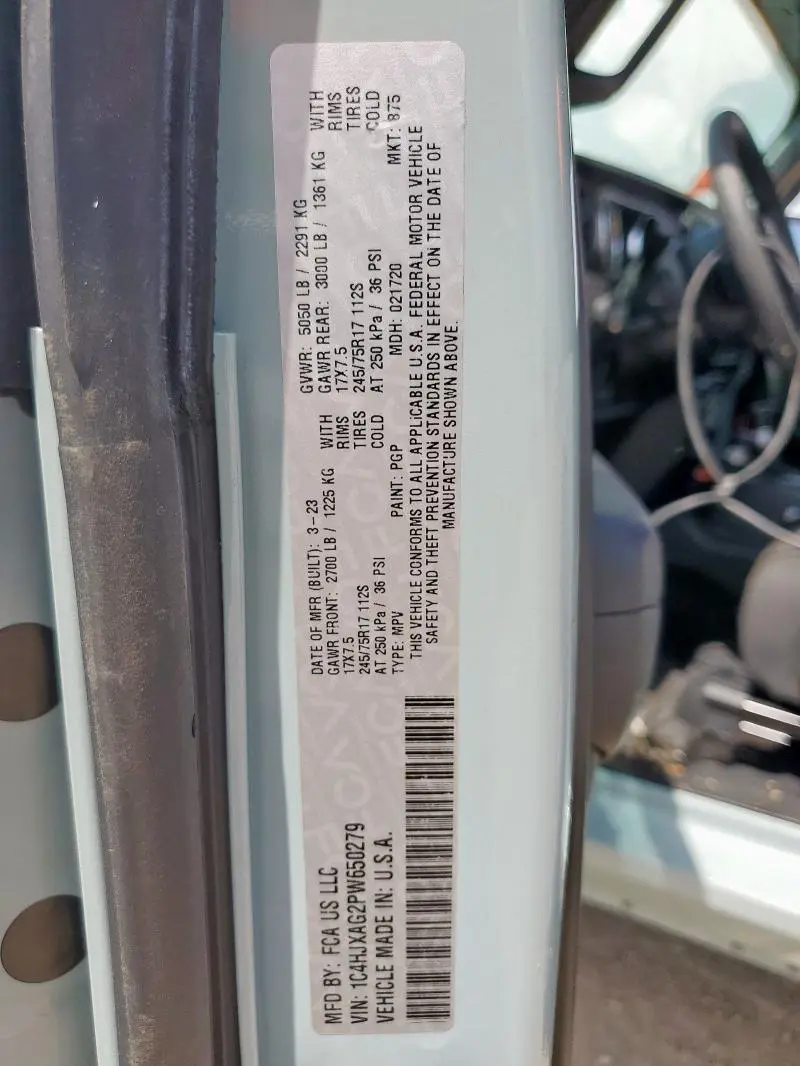 MFD BY: FCA US LLC
VIN: 1C4HJXAG2PW650279
VEHICLE MADE IN: U.S.A.
DATE OF MFR (BUILT): 3-23
GAWR FRONT: 2700 LB / 1225 KG WITH
17X7.5 RIMS
245/75R17 112S TIRES
AT 250 kPa / 36 PSI COLD
GVWR: 5050 LB / 2291 KG
GAWR REAR: 3000 LB / 1361 KG WITH
17X7.5 RIMS
245/75R17 112S TIRES
AT 250 kPa / 36 PSI COLD
TYPE: MPV PAINT: PGP MDH: 021720 MKT: 875
THIS VEHICLE CONFORMS TO ALL APPLICABLE U.S.A. FEDERAL MOTOR VEHICLE
SAFETY AND THEFT PREVENTION STANDARDS IN EFFECT ON THE DATE OF
MANUFACTURE SHOWN ABOVE.